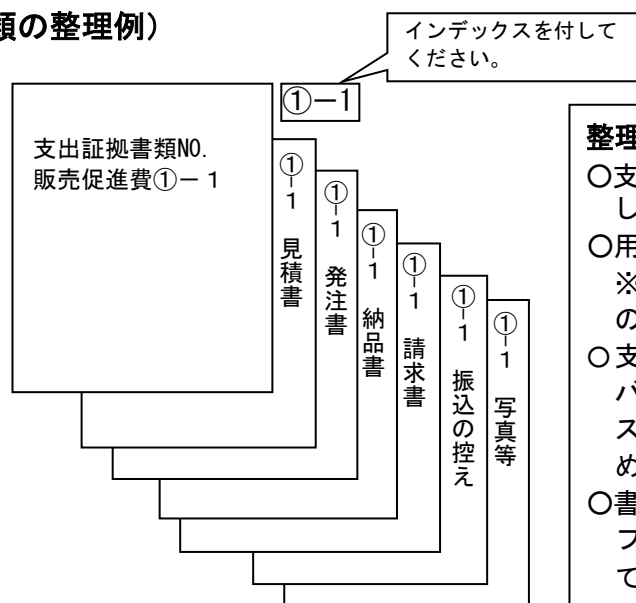 類の整理例）
インデックスを付して
ください。
①－1
支出証拠書類NO.
販売促進費①－１
①－1　見積書
①－1　発注書
①－1　納品書
①－1　請求書
①－1　振込の控え
①－1　写真等
整理
○支
し
○用
※
の
○支
バ
ス
め
○書
フ
て